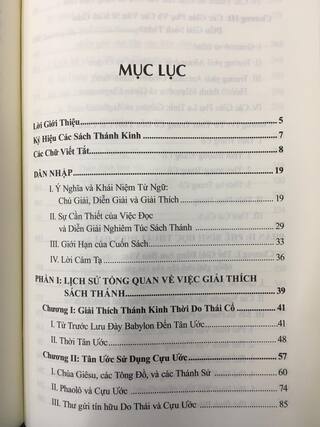 MỤC LỤC
Lời Giới Thiệu 5
Ký Hiệu Các Sách Thánh Kinh 7
Các Chữ Viết Tắt 8
DẪN NHẬP 19
I. Ý Nghĩa và Khái Niệm Từ Ngữ:
Chú Giải, Diễn Giải và Giải Thích 19
II. Sự Cần Thiết của Việc Đọc
và Diễn Giải Nghiêm Túc Sách Thánh 29
III. Giới Hạn của Cuốn Sách 33
IV. Lời Cảm Tạ 36
PHẦN I: LỊCH SỬ TỔNG QUAN VỀ VIỆC GIẢI THÍCH
SÁCH THÁNH 39
Chương I: Giải Thích Thánh Kinh Thời Do Thái Cổ 41
I. Từ Trước Lưu Đày Babylon Đến Tân Ước 41
II. Thời Tân Ước 48
Chương II: Tân Ước Sử Dụng Cựu Ước 57
I. Chúa Giêsu, các Tông Đồ, và các Thánh Sử 60
II. Phaolô và Cựu Ước 74
III. Thư gửi tín hữu Do Thái và Cựu Ước 85